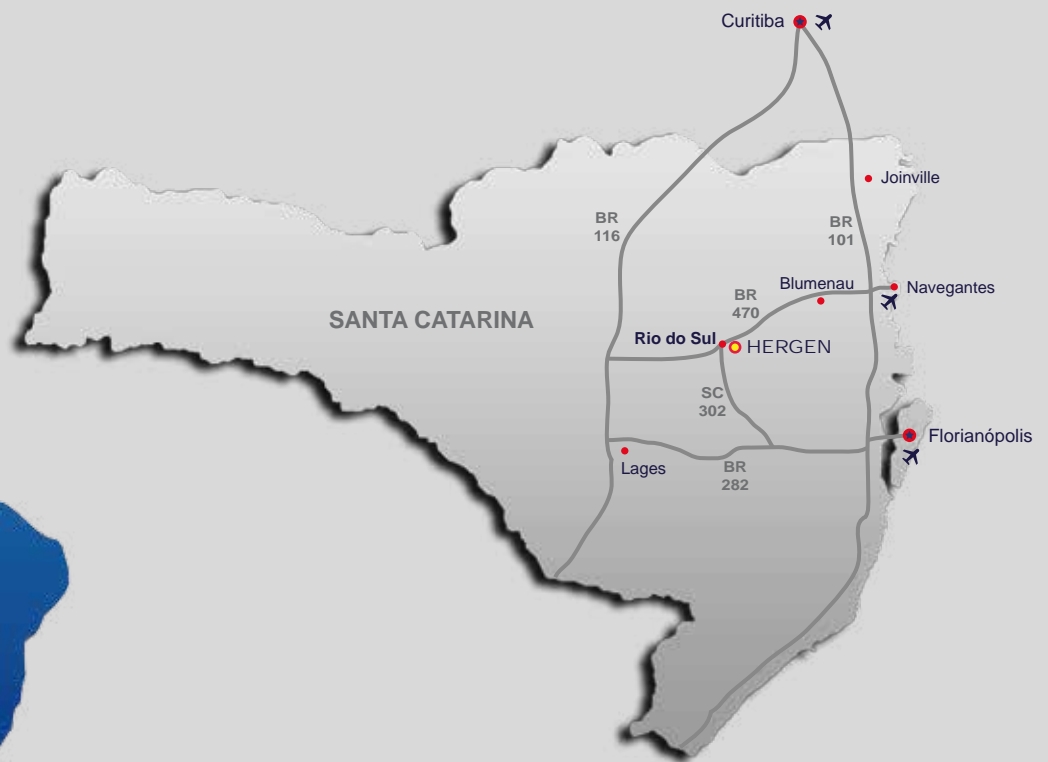 Curitiba
Joinville
BR
116
BR
101
Blumenau
Navegantes
BR
470
SANTA CATARINA
Rio do Sul
HERGEN
SC
302
Florianópolis
Lages
BR
282